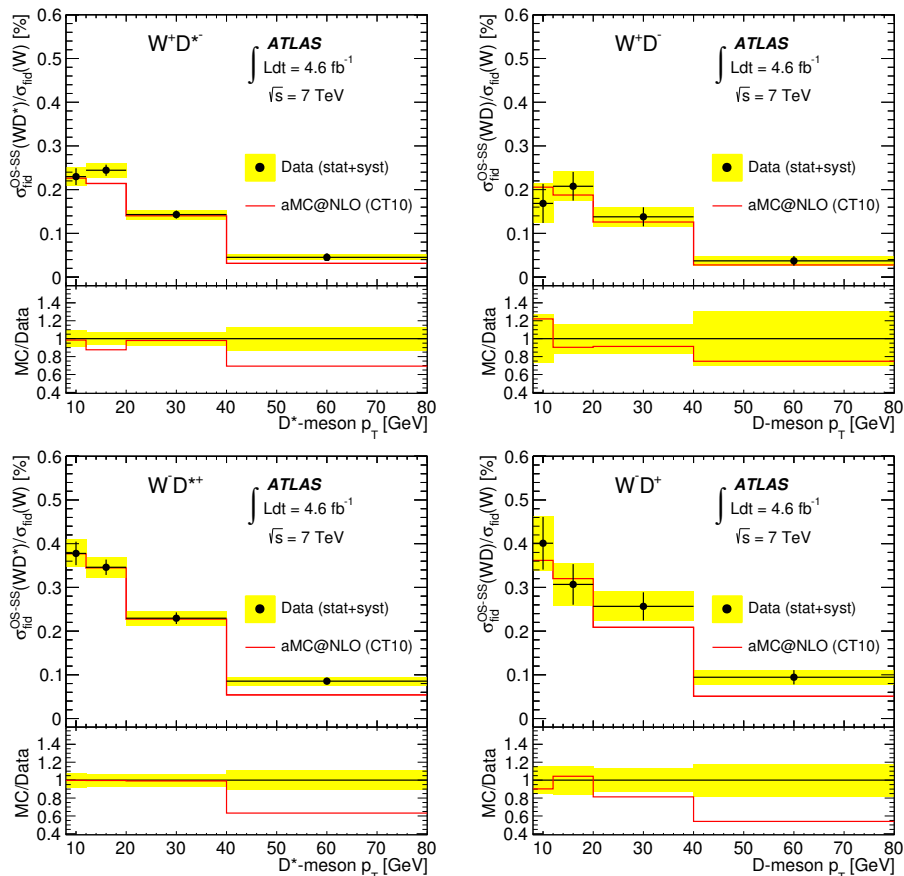 W⁺D*⁻
ATLAS
∫ Ldt = 4.6 fb⁻¹
√s = 7 TeV
Data (stat+syst)
aMC@NLO (CT10)
σ_fid^OS-SS(WD*)/σ_fid(W) [%]
0.6
0.5
0.4
0.3
0.2
0.1
0
MC/Data
1.4
1.2
1.0
0.8
0.6
0.4
10 20 30 40 50 60 70 80
D*-meson p_T [GeV]
W⁺D⁻
ATLAS
∫ Ldt = 4.6 fb⁻¹
√s = 7 TeV
Data (stat+syst)
aMC@NLO (CT10)
σ_fid^OS-SS(WD)/σ_fid(W) [%]
0.6
0.5
0.4
0.3
0.2
0.1
0
MC/Data
1.4
1.2
1.0
0.8
0.6
0.4
10 20 30 40 50 60 70 80
D-meson p_T [GeV]
W⁻D*⁺
ATLAS
∫ Ldt = 4.6 fb⁻¹
√s = 7 TeV
Data (stat+syst)
aMC@NLO (CT10)
σ_fid^OS-SS(WD*)/σ_fid(W) [%]
0.6
0.5
0.4
0.3
0.2
0.1
0
MC/Data
1.4
1.2
1.0
0.8
0.6
0.4
10 20 30 40 50 60 70 80
D*-meson p_T [GeV]
W⁻D⁺
ATLAS
∫ Ldt = 4.6 fb⁻¹
√s = 7 TeV
Data (stat+syst)
aMC@NLO (CT10)
σ_fid^OS-SS(WD)/σ_fid(W) [%]
0.6
0.5
0.4
0.3
0.2
0.1
0
MC/Data
1.4
1.2
1.0
0.8
0.6
0.4
10 20 30 40 50 60 70 80
D-meson p_T [GeV]